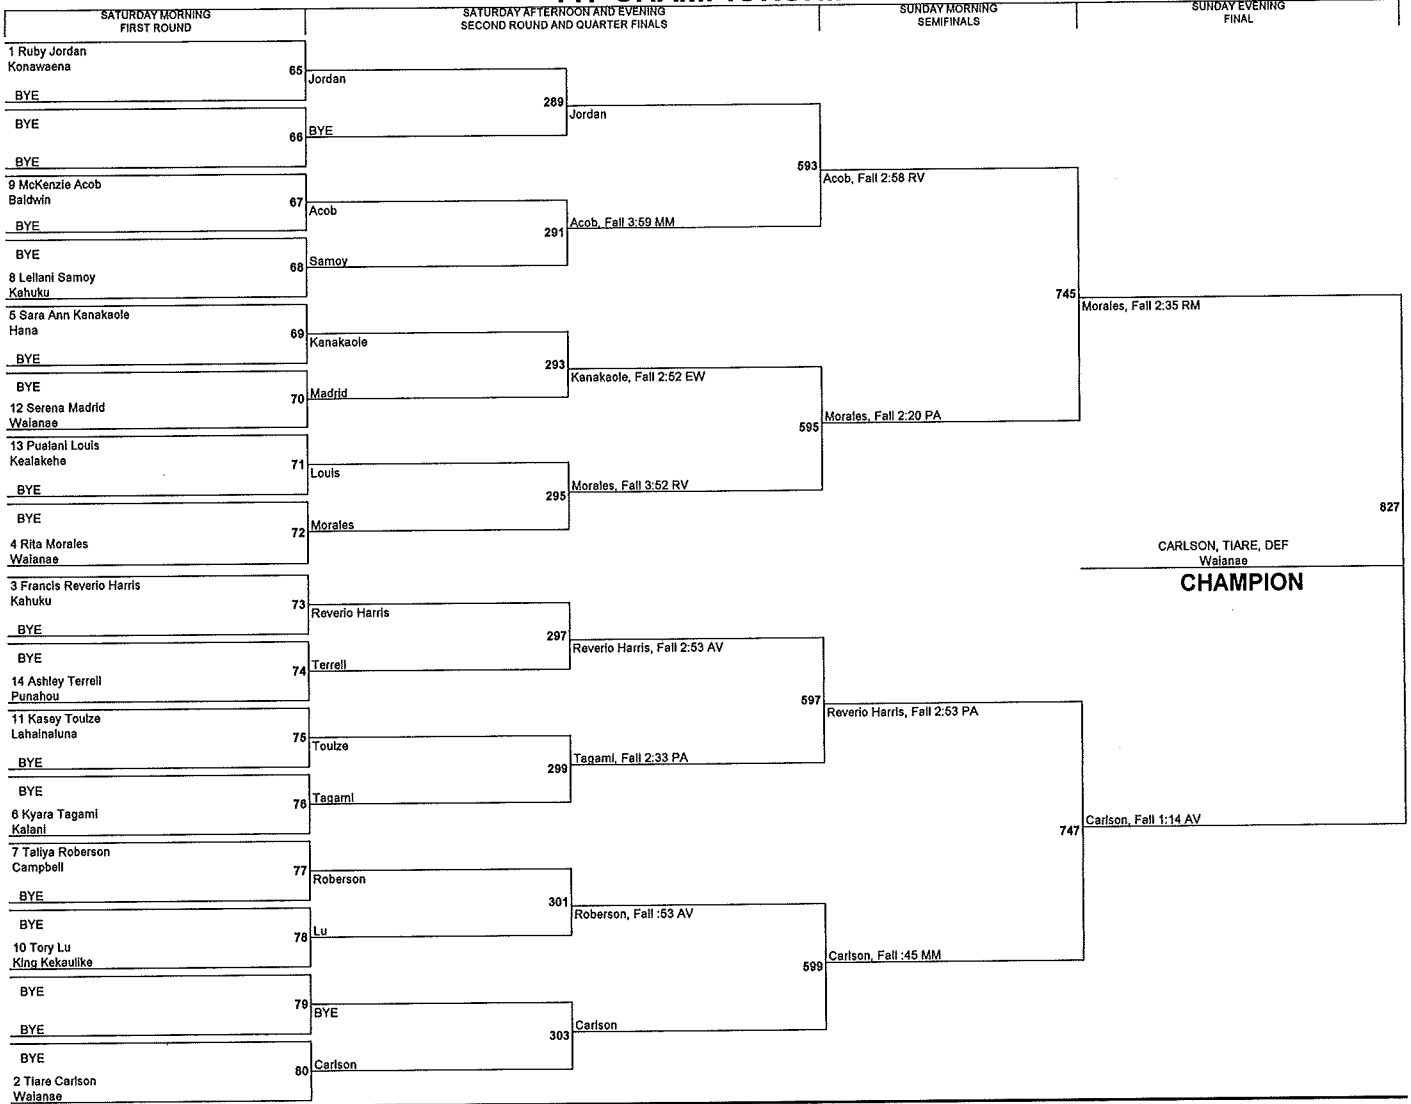 SATURDAY MORNING
FIRST ROUND
SATURDAY AFTERNOON AND EVENING
SECOND ROUND AND QUARTER FINALS
SUNDAY MORNING
SEMIFINALS
SUNDAY EVENING
FINAL
1 Ruby Jordan
Konawaena
BYE
65
BYE
BYE
66
9 McKenzie Acob
Baldwin
BYE
67
BYE
8 Leilani Samoy
Kahuku
68
5 Sara Ann Kanakaole
Hana
BYE
69
BYE
12 Serena Madrid
Waianae
70
13 Pualani Louis
Kealakehe
BYE
71
BYE
4 Rita Morales
Waianae
72
3 Francis Reverio Harris
Kahuku
BYE
73
BYE
14 Ashley Terrell
Punahou
74
11 Kasey Toulze
Lahainaluna
BYE
75
BYE
6 Kyara Tagami
Kalani
76
7 Taliya Roberson
Campbell
BYE
77
BYE
10 Tory Lu
King Kekaulike
78
BYE
BYE
79
BYE
2 Tiare Carlson
Waianae
80
Jordan
289
BYE
Acob
291
Samoy
Kanakaole
293
Madrid
Louis
295
Morales
Reverio Harris
297
Terrell
Toulze
299
Tagami
Roberson
301
Lu
BYE
303
Carlson
Jordan
593
Acob, Fall 3:59 MM
Kanakaole, Fall 2:52 EW
595
Morales, Fall 3:52 RV
Reverio Harris, Fall 2:53 AV
597
Tagami, Fall 2:33 PA
Roberson, Fall :53 AV
599
Carlson
Acob, Fall 2:58 RV
745
Morales, Fall 2:20 PA
Reverio Harris, Fall 2:53 PA
747
Carlson, Fall :45 MM
Morales, Fall 2:35 RM
827
Carlson, Fall 1:14 AV
CARLSON, TIARE, DEF
Waianae
CHAMPION